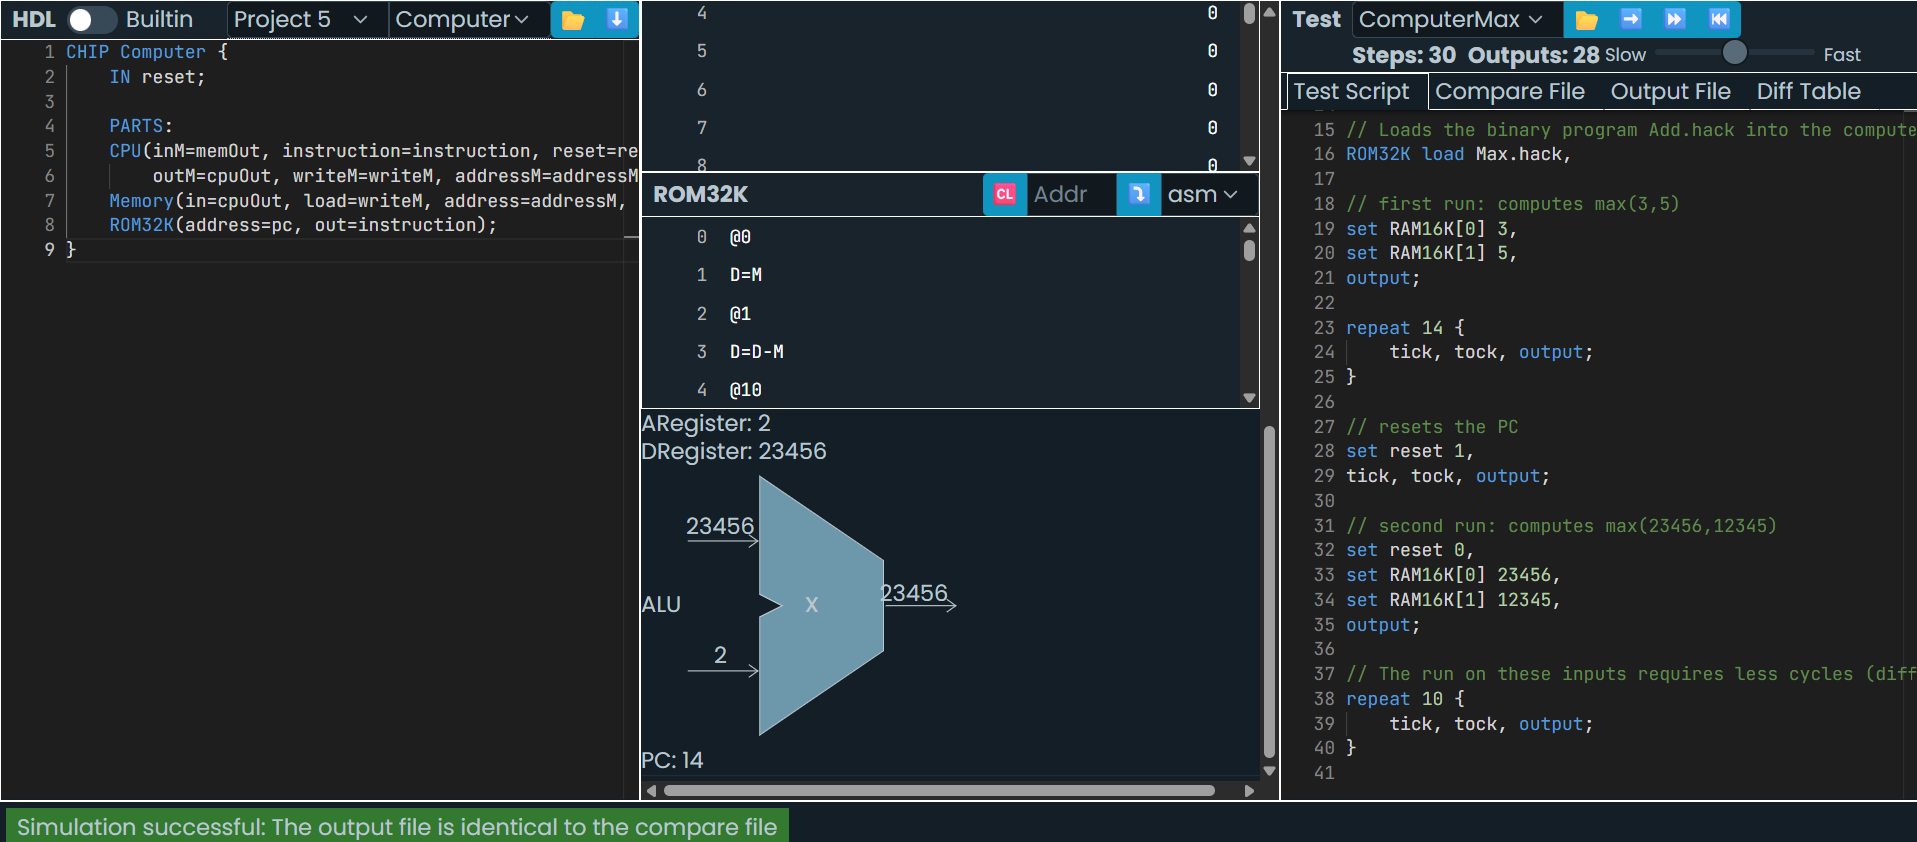 HDL Builtin Project 5 Computer
1 CHIP Computer {
2 IN reset;
3
4 PARTS:
5 CPU(inM=memOut, instruction=instruction, reset=re
6 outM=cpuOut, writeM=writeM, addressM=addressM
7 Memory(in=cpuOut, load=writeM, address=addressM,
8 ROM32K(address=pc, out=instruction);
9 }
4 0
5 0
6 0
7 0
8 0
ROM32K CL Addr asm
0 @0
1 D=M
2 @1
3 D=D-M
4 @10
ARegister: 2
DRegister: 23456
23456
23456
ALU X
2
PC: 14
Test ComputerMax
Steps: 30 Outputs: 28 Slow Fast
Test Script Compare File Output File Diff Table
15 // Loads the binary program Add.hack into the compute
16 ROM32K load Max.hack,
17
18 // first run: computes max(3,5)
19 set RAM16K[0] 3,
20 set RAM16K[1] 5,
21 output;
22
23 repeat 14 {
24 tick, tock, output;
25 }
26
27 // resets the PC
28 set reset 1,
29 tick, tock, output;
30
31 // second run: computes max(23456,12345)
32 set reset 0,
33 set RAM16K[0] 23456,
34 set RAM16K[1] 12345,
35 output;
36
37 // The run on these inputs requires less cycles (diff
38 repeat 10 {
39 tick, tock, output;
40 }
41
Simulation successful: The output file is identical to the compare file